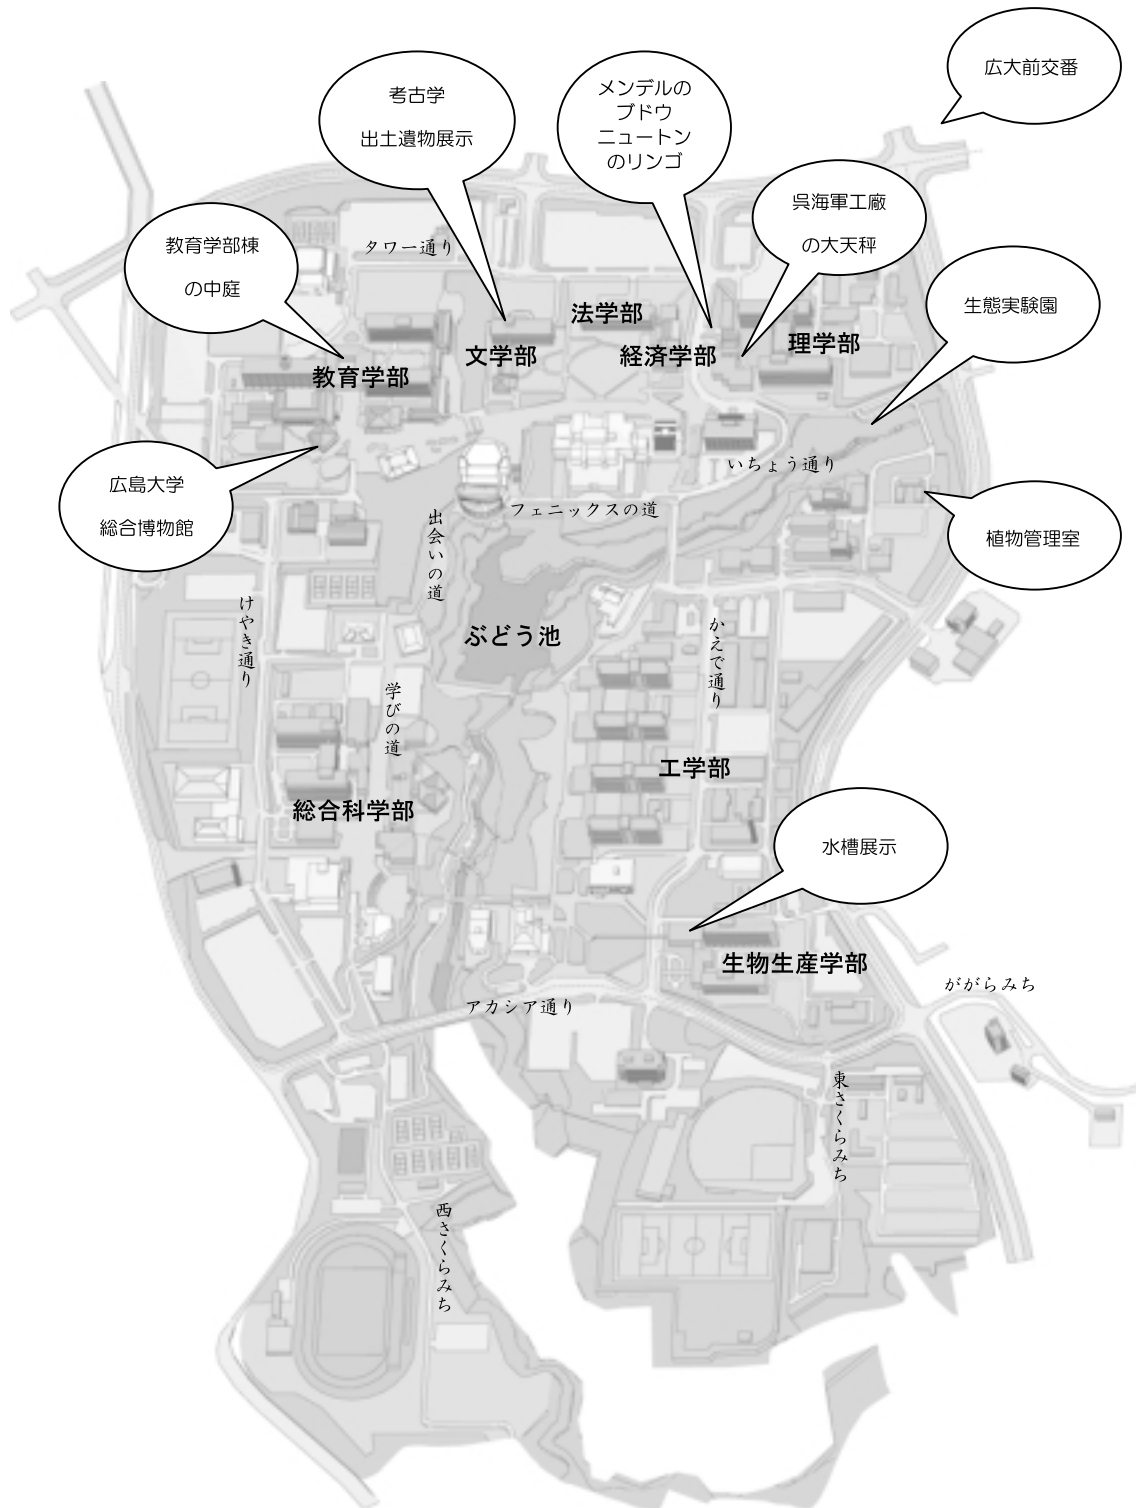 広大前交番
考古学
出土遺物展示
メンデルの
ブドウ
ニュートン
のリンゴ
呉海軍工廠
の大天秤
教育学部棟
の中庭
タワー通り
生態実験園
法学部
文学部
経済学部
理学部
教育学部
広島大学
総合博物館
いちょう通り
フェニックスの道
出会いの道
植物管理室
けやき通り
ぶどう池
かえで通り
学びの道
工学部
総合科学部
水槽展示
生物生産学部
ががらみち
アカシア通り
東さくらみち
西さくらみち